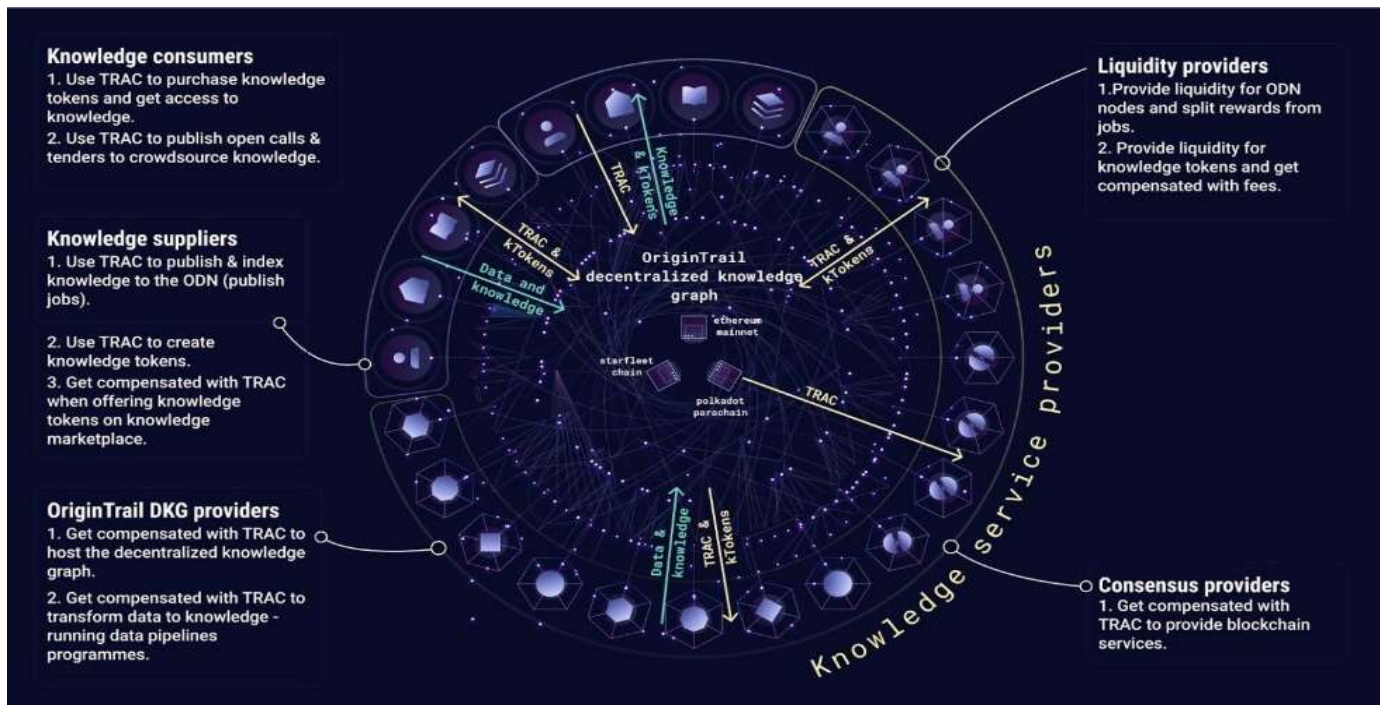 Knowledge consumers
1. Use TRAC to purchase knowledge
tokens and get access to
knowledge.
2. Use TRAC to publish open calls &
tenders to crowdsource knowledge.
Knowledge suppliers
1. Use TRAC to publish & index
knowledge to the ODN (publish
jobs).
2. Use TRAC to create
knowledge tokens.
3. Get compensated with TRAC
when offering knowledge
tokens on knowledge
marketplace.
OriginTrail DKG providers
1. Get compensated with TRAC to
host the decentralized knowledge
graph.
2. Get compensated with TRAC to
transform data to knowledge -
running data pipelines
programmes.
TRAC
Knowledge
& kTokens
TRAC &
kTokens
Data and
knowledge
OriginTrail
decentralized knowledge
graph
ethereum
mainnet
starfleet
chain
polkadot
parachain
TRAC &
kTokens
TRAC
Data &
knowledge
TRAC &
kTokens
Knowledge service providers
Liquidity providers
1.Provide liquidity for ODN
nodes and split rewards from
jobs.
2. Provide liquidity for
knowledge tokens and get
compensated with fees.
Consensus providers
1. Get compensated with
TRAC to provide blockchain
services.